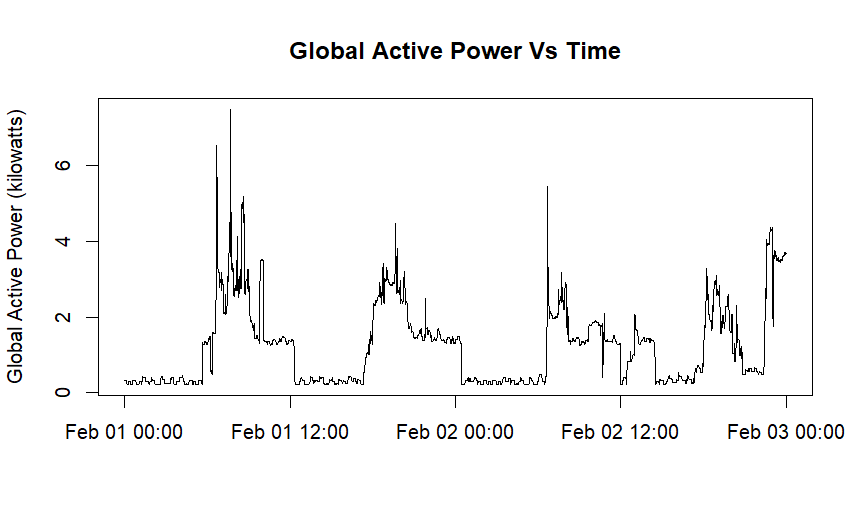 Global Active Power Vs Time
Global Active Power (kilowatts)
6
4
2
0
Feb 01 00:00
Feb 01 12:00
Feb 02 00:00
Feb 02 12:00
Feb 03 00:00